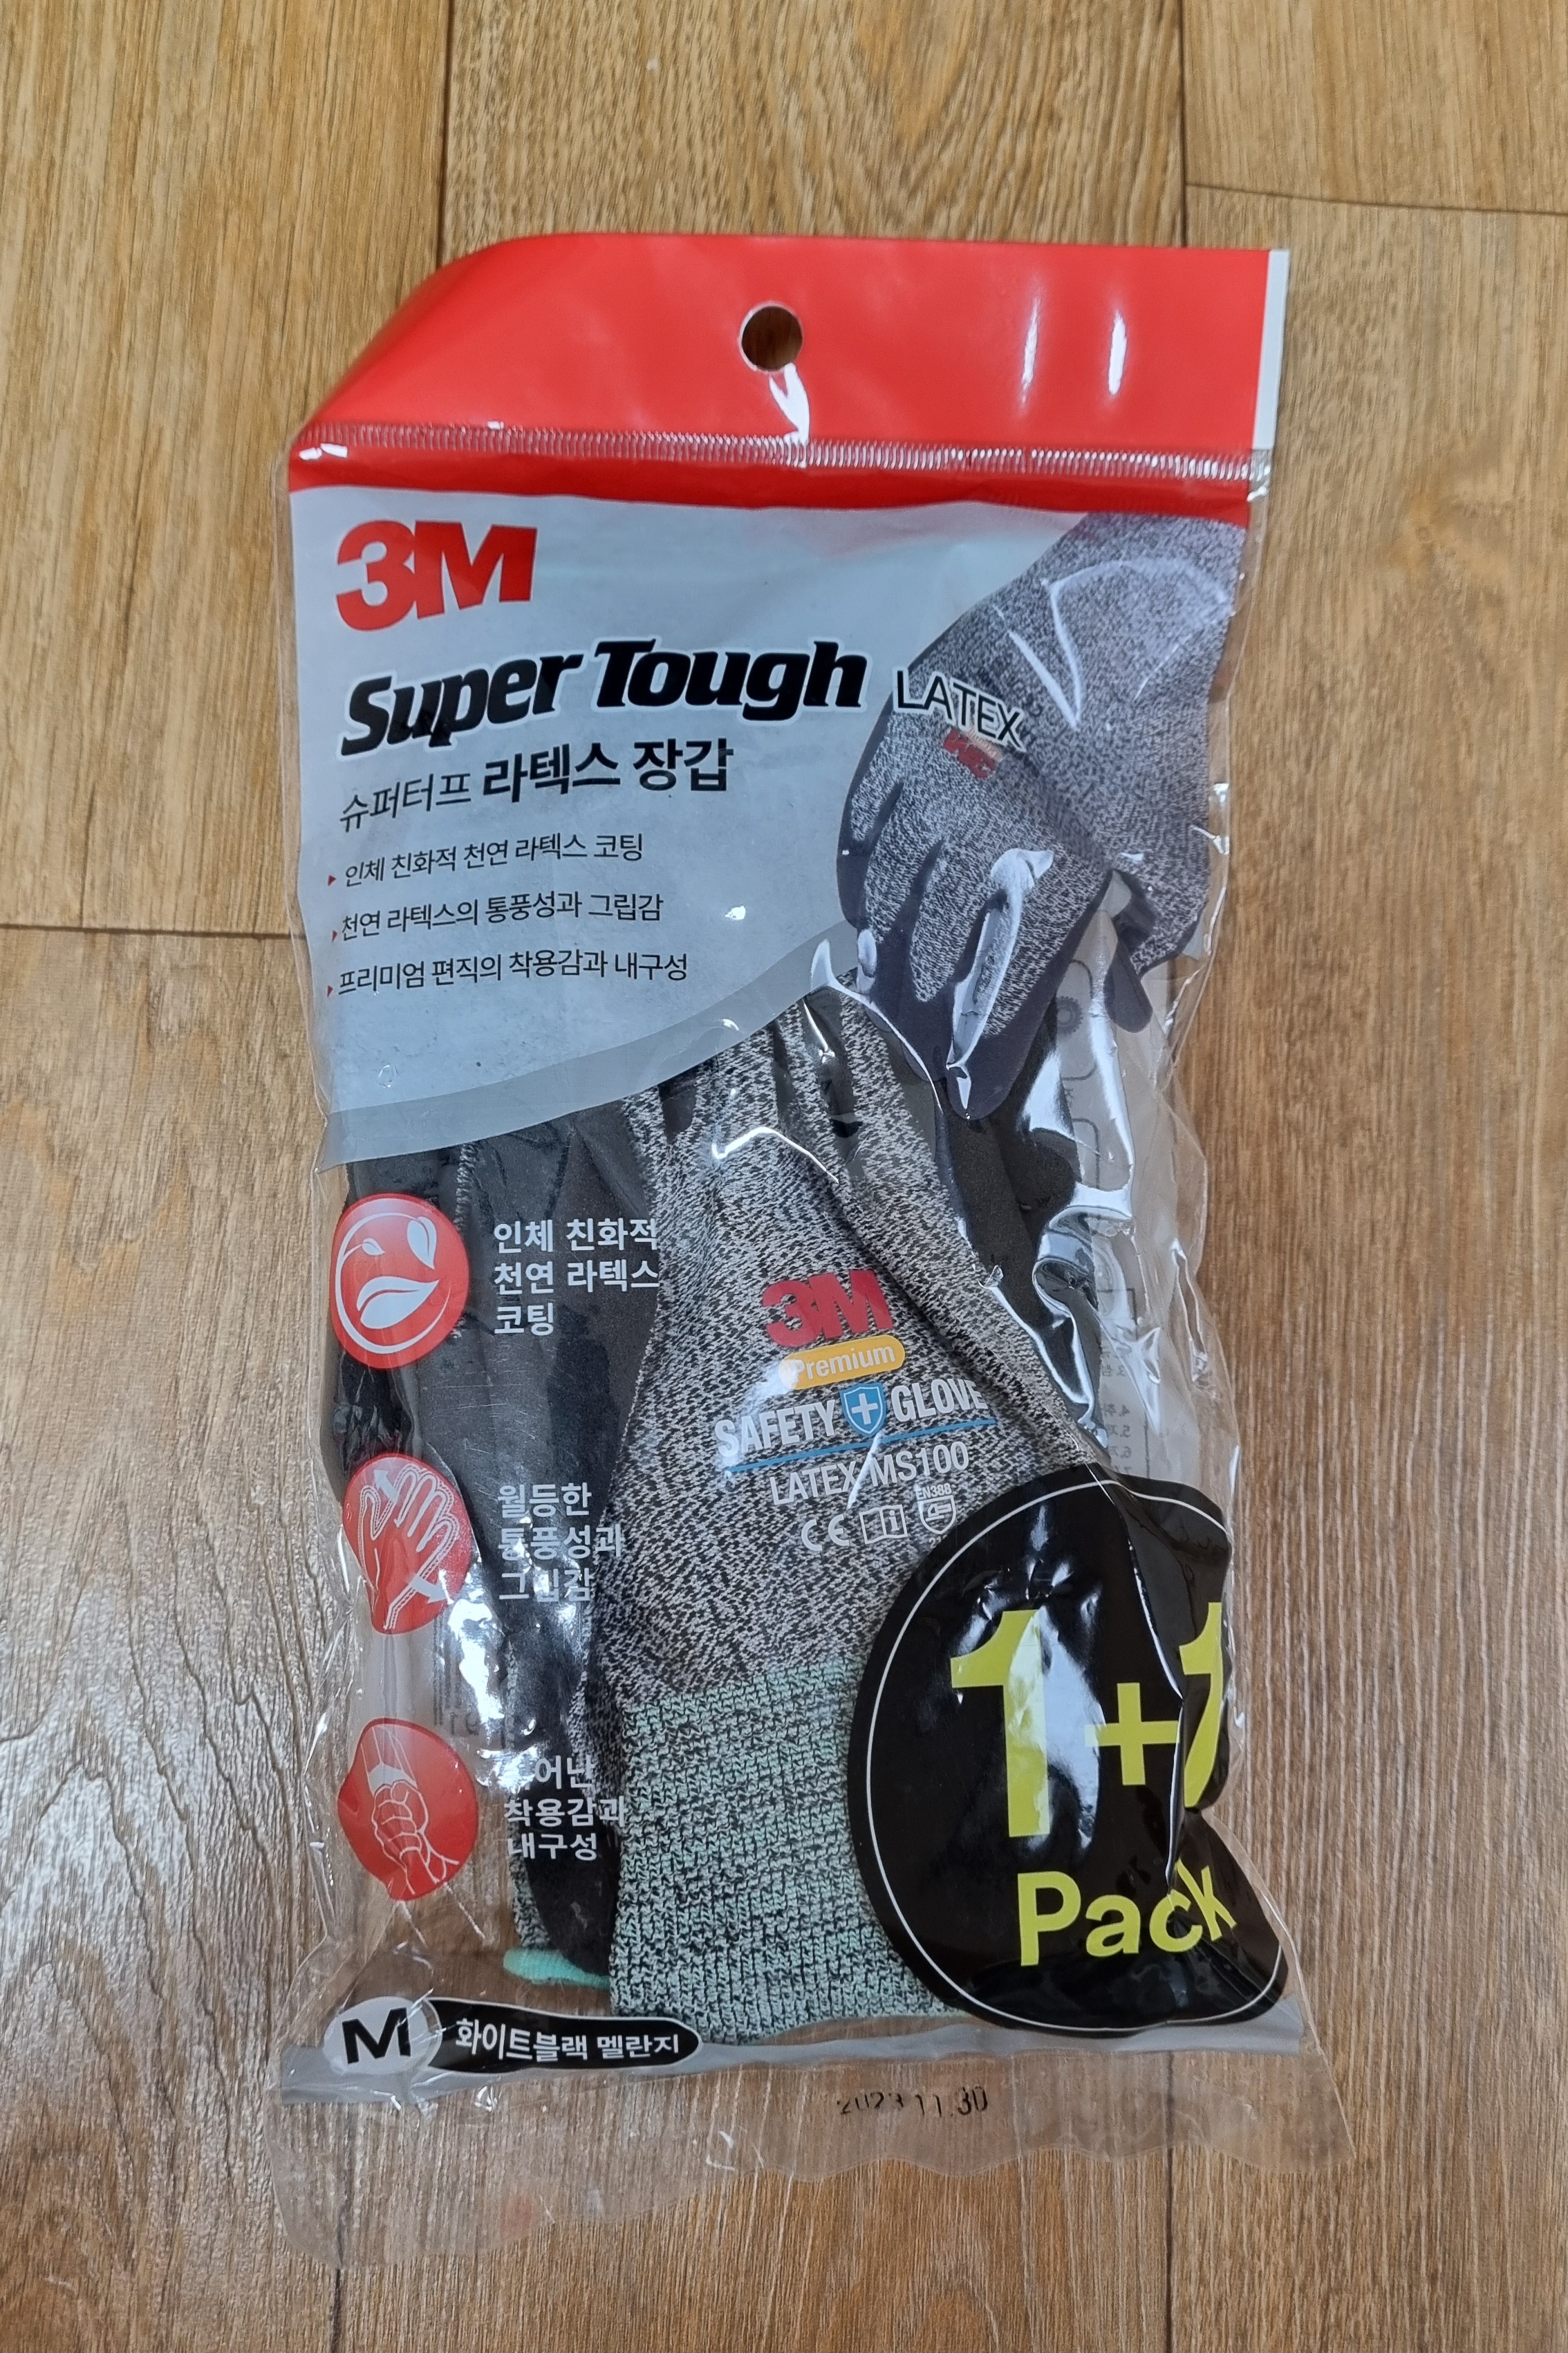 3M
Super Tough LATEX
슈퍼터프 라텍스 장갑
인체 친화적 천연 라텍스 코팅
천연 라텍스의 통풍성과 그립감
프리미엄 편직의 착용감과 내구성
3M
인체 친화적
천연 라텍스
코팅
3M
Premium
SAFETY GLOVE
LATEX MS100
CE EN388
월등한
통풍성과
그립감
착용감과
내구성
1+1
Pack
M 화이트블랙 멜란지
2023.11.30